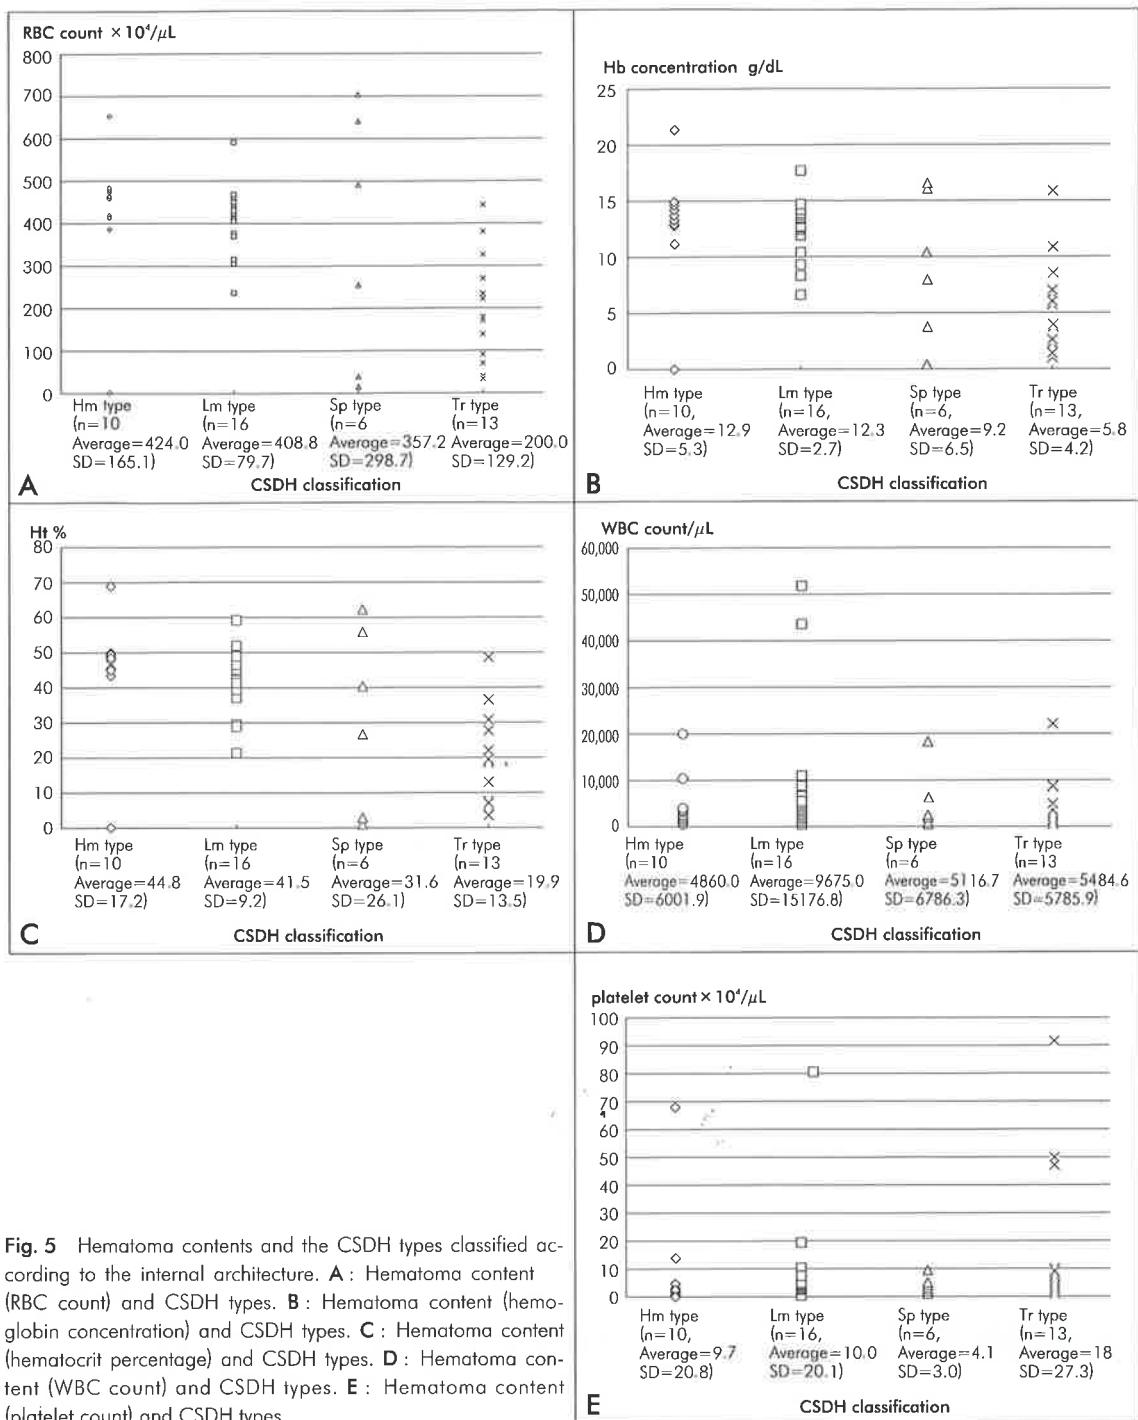 RBC count ×10⁴/μL
800
700
600
500
400
300
200
100
0
Hm type
(n=10
Average=424.0
SD=165.1)
Lm type
(n=16
Average=408.8
SD=79.7)
Sp type
(n=6
Average=357.2
SD=298.7)
Tr type
(n=13
Average=200.0
SD=129.2)
A
CSDH classification
Hb concentration g/dL
25
20
15
10
5
0
Hm type
(n=10,
Average=12.9
SD=5.3)
Lm type
(n=16,
Average=12.3
SD=2.7)
Sp type
(n=6,
Average=9.2
SD=6.5)
Tr type
(n=13,
Average=5.8
SD=4.2)
B
CSDH classification
Ht %
80
70
60
50
40
30
20
10
0
Hm type
(n=10
Average=44.8
SD=17.2)
Lm type
(n=16
Average=41.5
SD=9.2)
Sp type
(n=6
Average=31.6
SD=26.1)
Tr type
(n=13
Average=19.9
SD=13.5)
C
CSDH classification
WBC count/μL
60,000
50,000
40,000
30,000
20,000
10,000
0
Hm type
(n=10
Average=4860.0
SD=6001.9)
Lm type
(n=16
Average=9675.0
SD=15176.8)
Sp type
(n=6
Average=5116.7
SD=6786.3)
Tr type
(n=13
Average=5484.6
SD=5785.9)
D
CSDH classification
platelet count×10⁴/μL
100
90
80
70
60
50
40
30
20
10
0
Hm type
(n=10,
Average=9.7
SD=20.8)
Lm type
(n=16,
Average=10.0
SD=20.1)
Sp type
(n=6,
Average=4.1
SD=3.0)
Tr type
(n=13,
Average=18
SD=27.3)
E
CSDH classification
Fig. 5 Hematoma contents and the CSDH types classified ac-
cording to the internal architecture. A: Hematoma content
(RBC count) and CSDH types. B: Hematoma content (hemo-
globin concentration) and CSDH types. C: Hematoma content
(hematocrit percentage) and CSDH types. D: Hematoma con-
tent (WBC count) and CSDH types. E: Hematoma content
(platelet count) and CSDH types